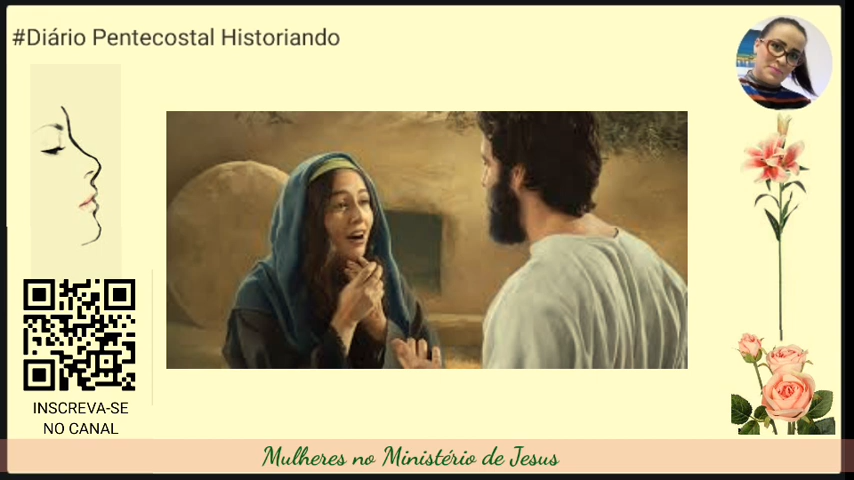 #Diário Pentecostal Historiando
INSCREVA-SE
NO CANAL
Mulheres no Ministério de Jesus